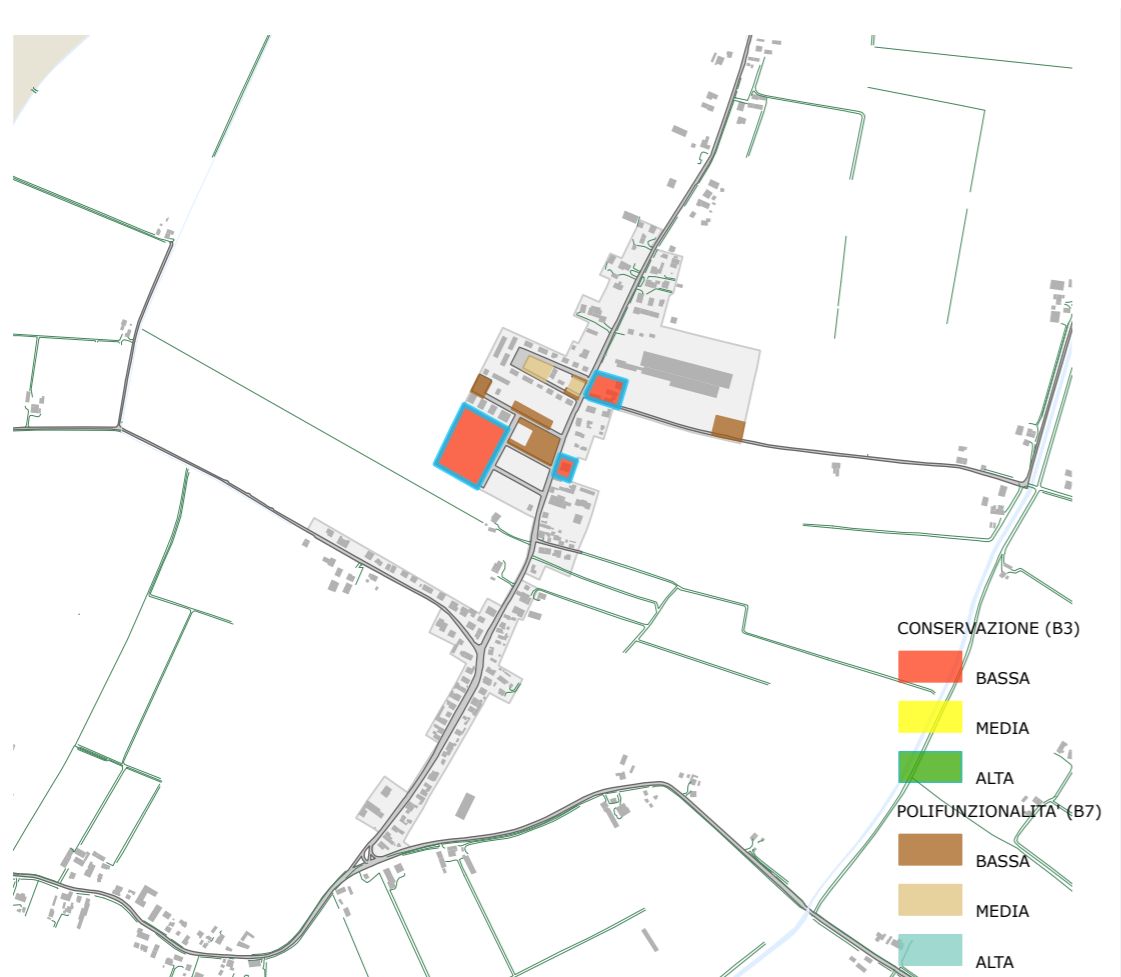 CONSERVAZIONE (B3)
BASSA
MEDIA
ALTA
POLIFUNZIONALITA' (B7)
BASSA
MEDIA
ALTA